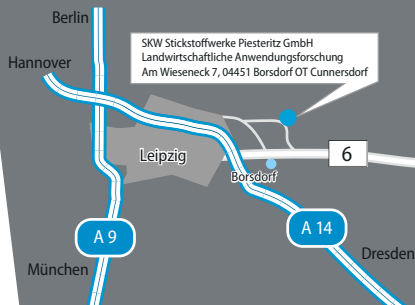 Berlin
SKW Stickstoffwerke Piesteritz GmbH
Landwirtschaftliche Anwendungsforschung
Am Wieseneck 7, 04451 Borsdorf OT Cunnersdorf
Hannover
Leipzig
6
Borsdorf
A 9
A 14
Dresden
München